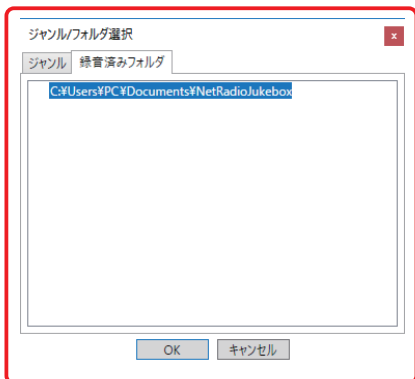 ジャンル/フォルダ選択
x
ジャンル 録音済みフォルダ
C:¥Users¥PC¥Documents¥NetRadioJukebox
OK キャンセル